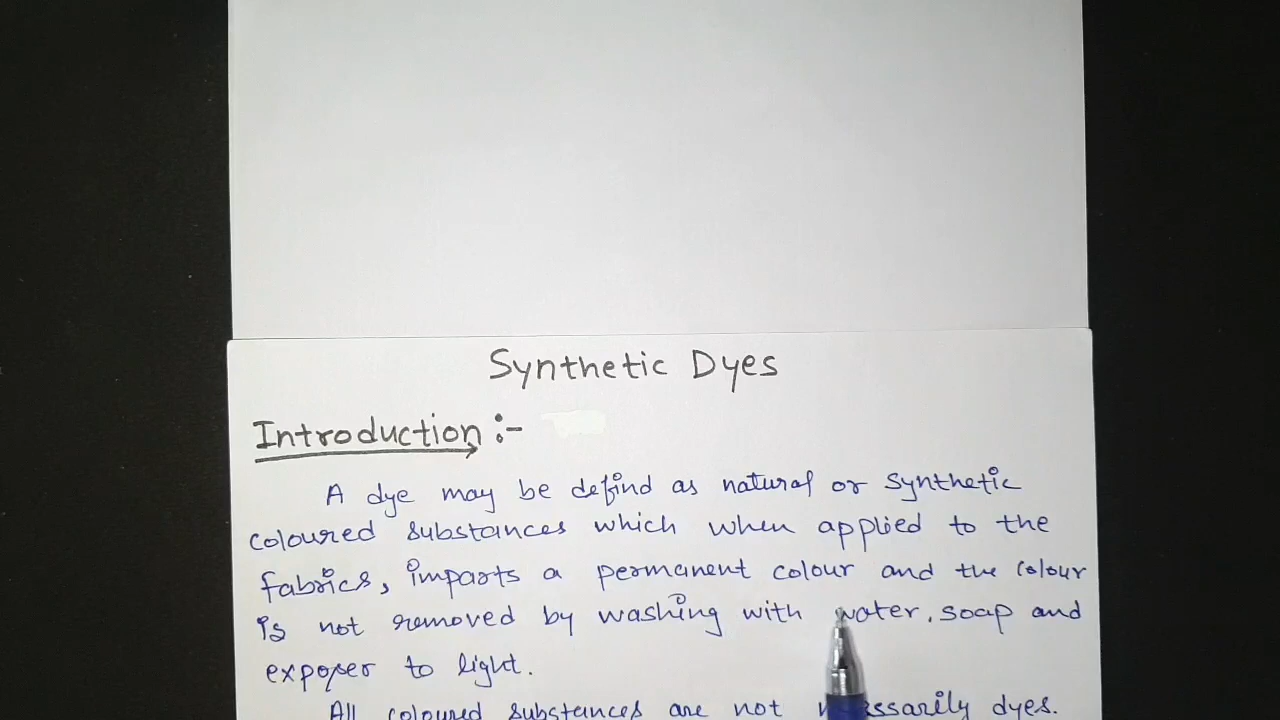 Synthetic Dyes
Introduction :-
A dye may be defind as natural or synthetic
coloured substances which when applied to the
fabrics, imparts a permanent colour and the colour
is not removed by washing with water, soap and
exposer to light.
All coloured substances are not necessarily dyes.